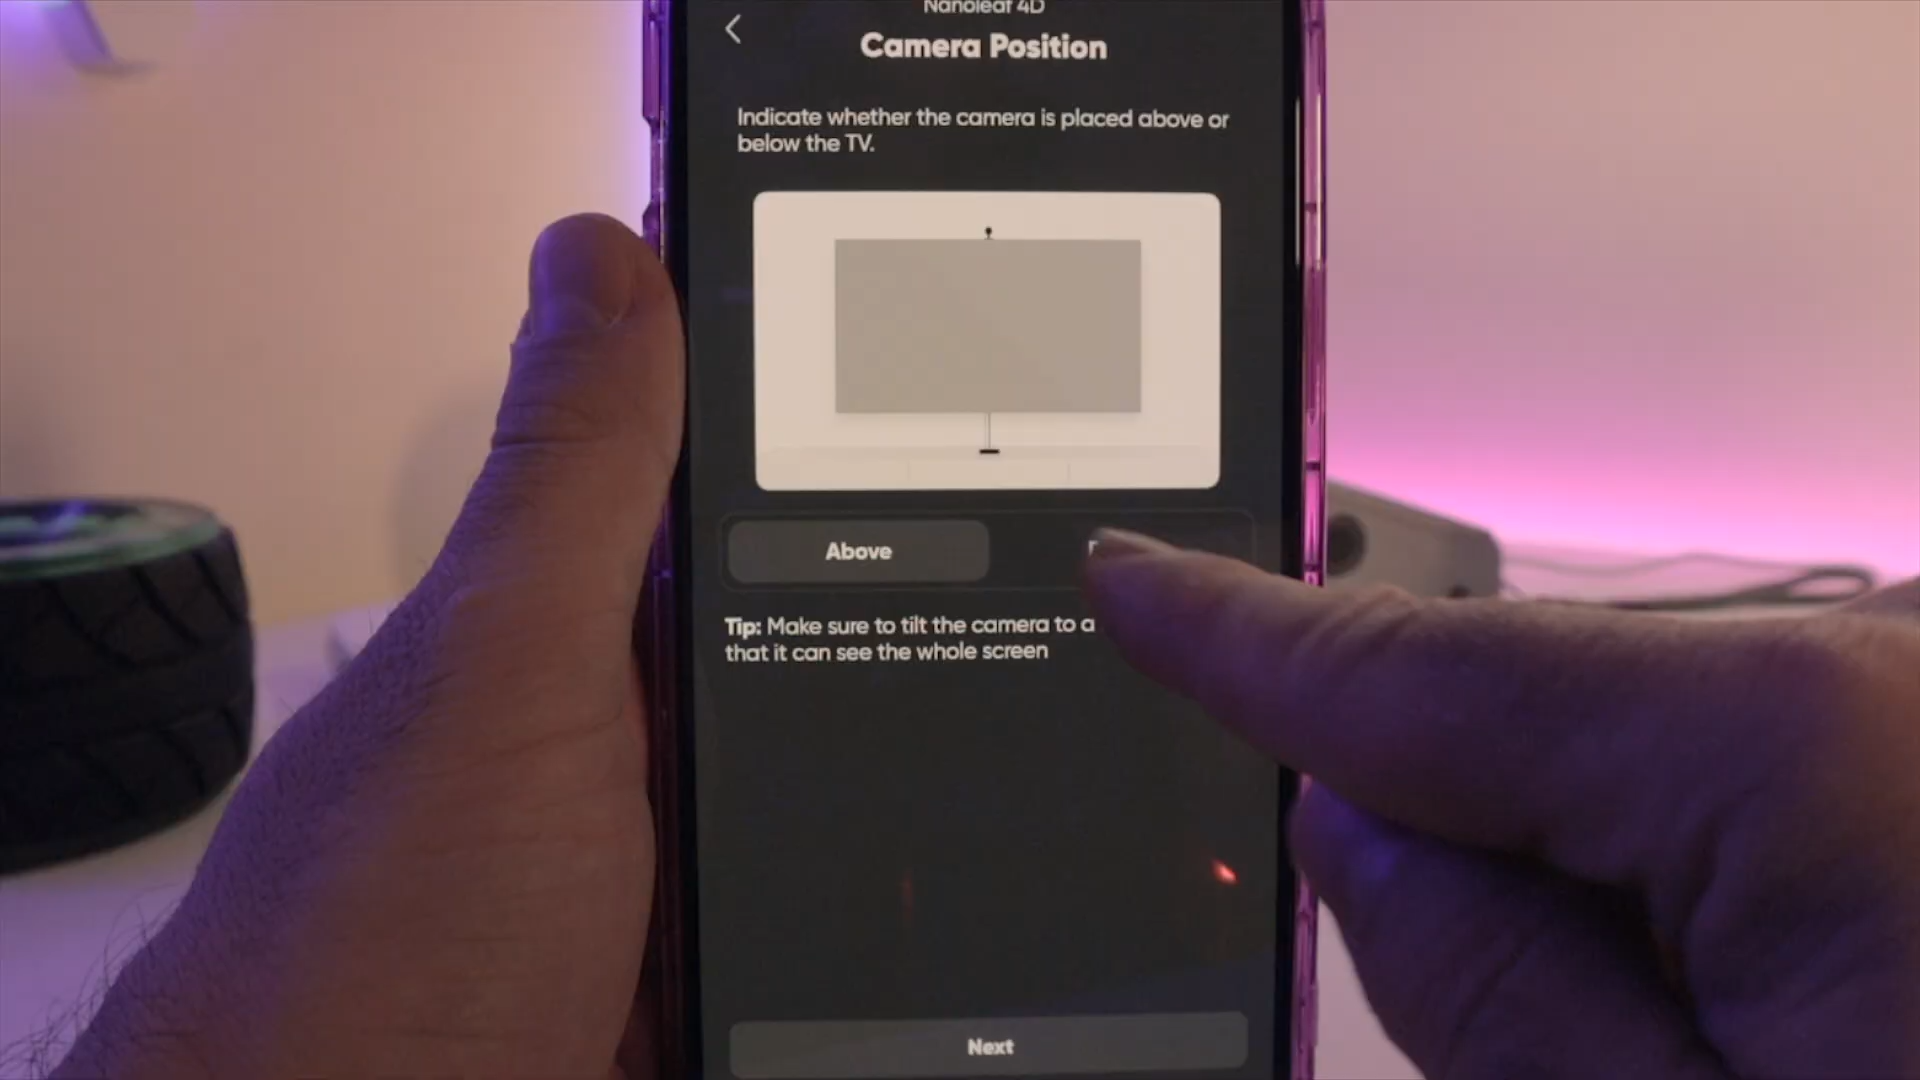 Nanoleaf 4D
Camera Position
Indicate whether the camera is placed above or
below the TV.
Above
Tip: Make sure to tilt the camera to a
that it can see the whole screen
Next